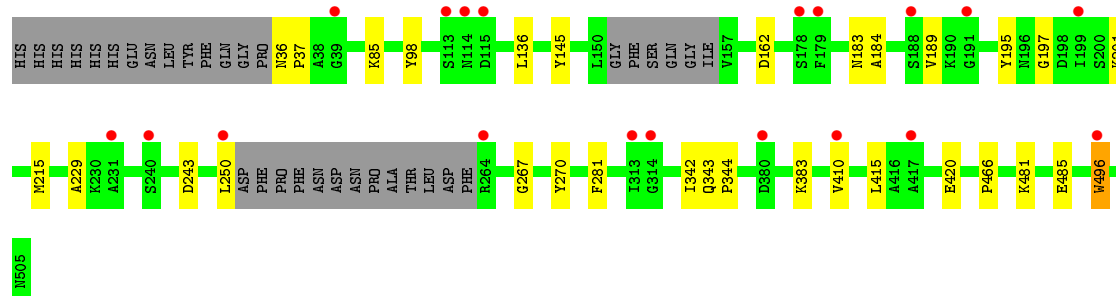 HIS HIS HIS HIS HIS HIS GLU ASN LEU TYR PHE GLN GLY PRO N36 P37 A38 G39 K85 Y98 S113 N114 D115 L136 Y145 L150 GLY PHE SER GLN GLY ILE V157 D162 S178 F179 N183 A184 S188 V189 K190 G191 Y195 N196 G197 D198 I199 S200 K201
M215 A229 K230 A231 S240 D243 L250 ASP PHE PRO PHE ASN ASP ASN PRO ALA THR LEU ASP PHE R264 G267 Y270 F281 I313 G314 I342 Q343 P344 D380 K383 V410 L415 A416 A417 E420 P466 K481 E485 W496
N505